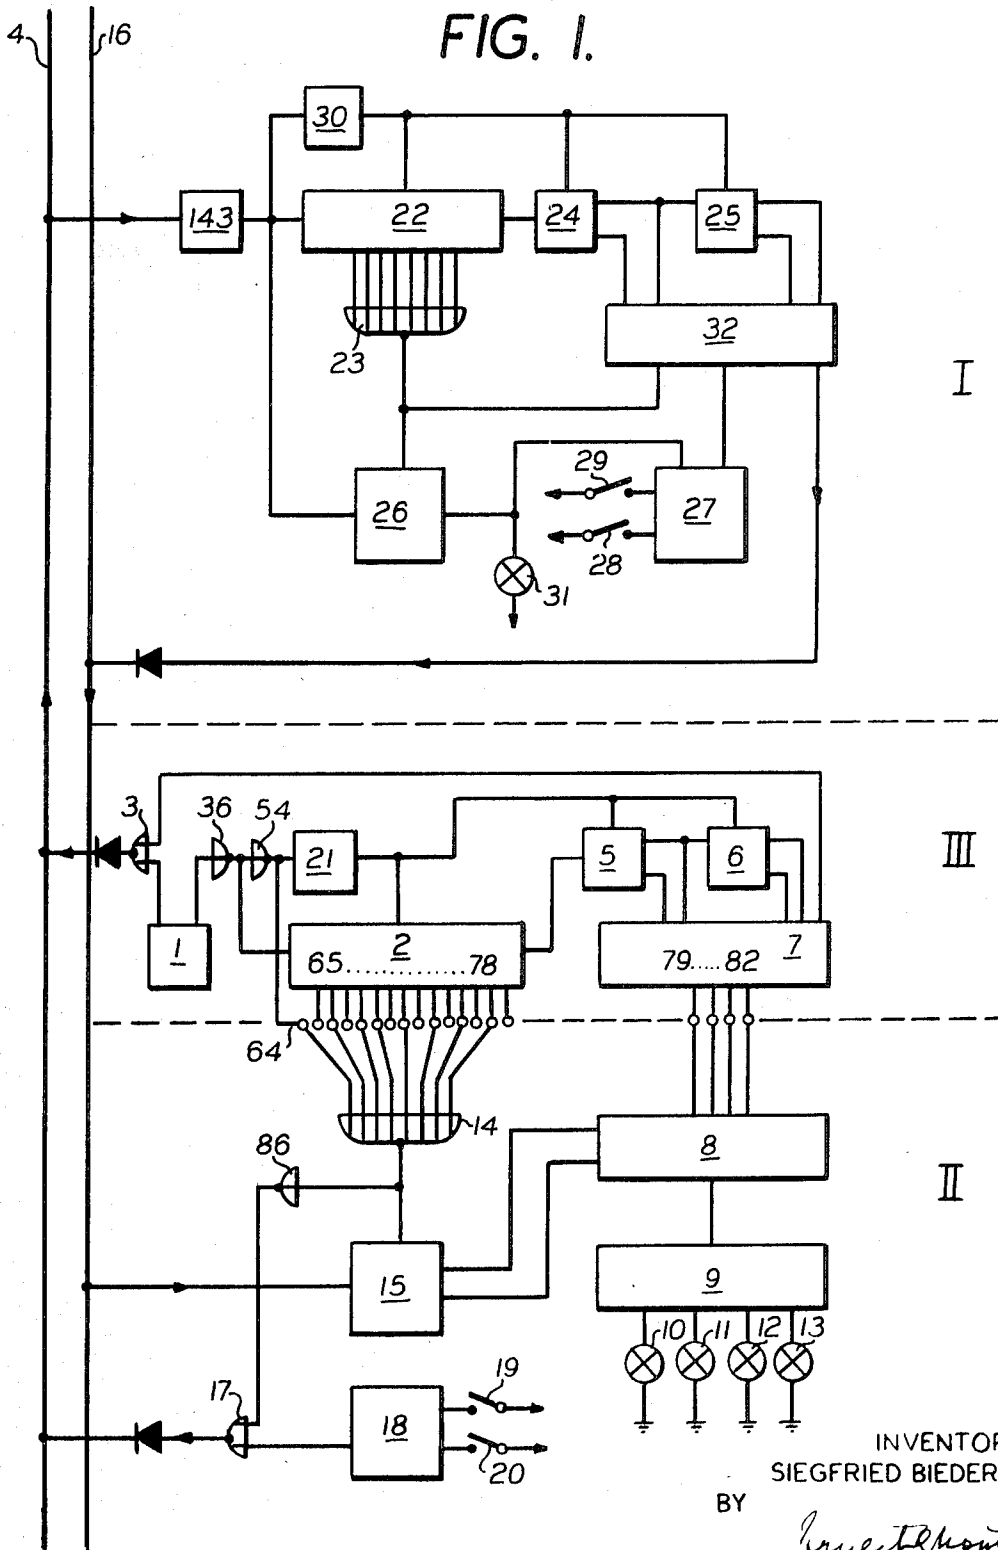 FIG. 1.
4 16
30
143 22 24 25
23 32
I
29
26 27
28
31
3 36 54
21 5 6 III
1 2 7
65..............78 79.....82
64
14
86 8
II
15 9
10 11 12 13
17 19
18
20
INVENTOR
SIEGFRIED BIEDER
BY